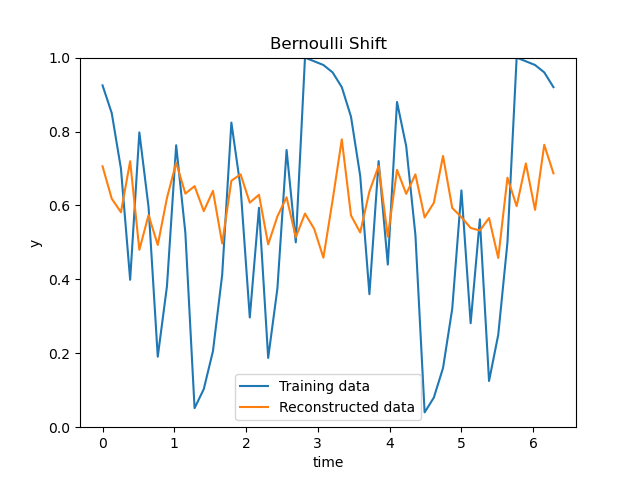 Bernoulli Shift
y
1.0
0.8
0.6
0.4
0.2
0.0
Training data
Reconstructed data
0 1 2 3 4 5 6
time